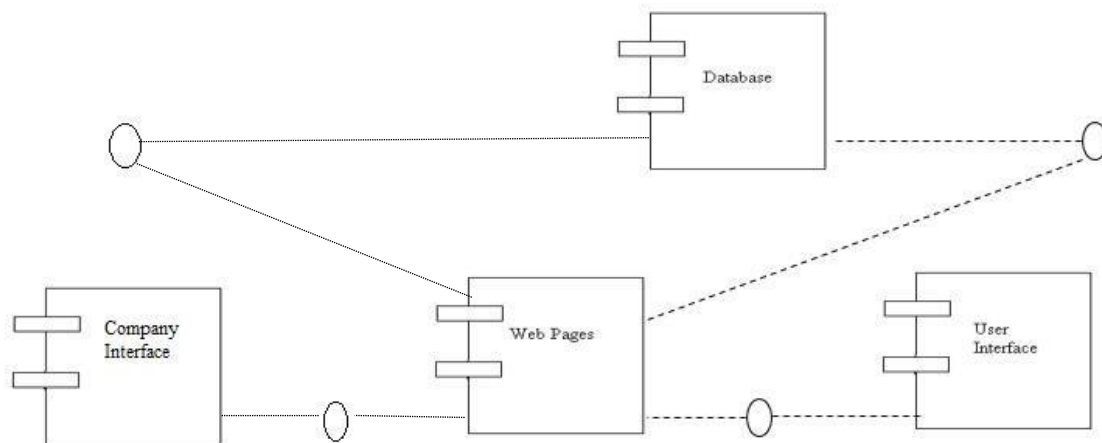 Database
Company
Interface
Web Pages
User
Interface